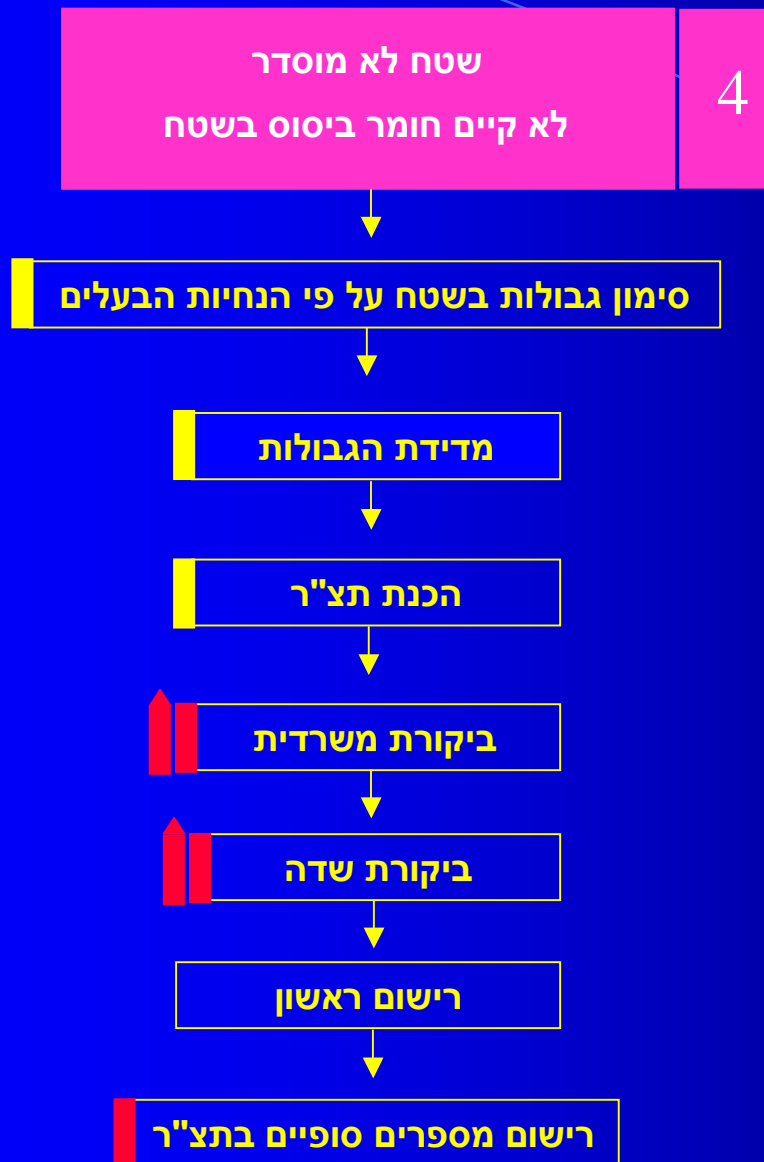 שטח לא מוסדר
לא קיים חומר ביסוס בשטח
4
סימון גבולות בשטח על פי הנחיות הבעלים
מדידת הגבולות
הכנת תצ"ר
ביקורת משרדית
ביקורת שדה
רישום ראשון
רישום מספרים סופיים בתצ"ר